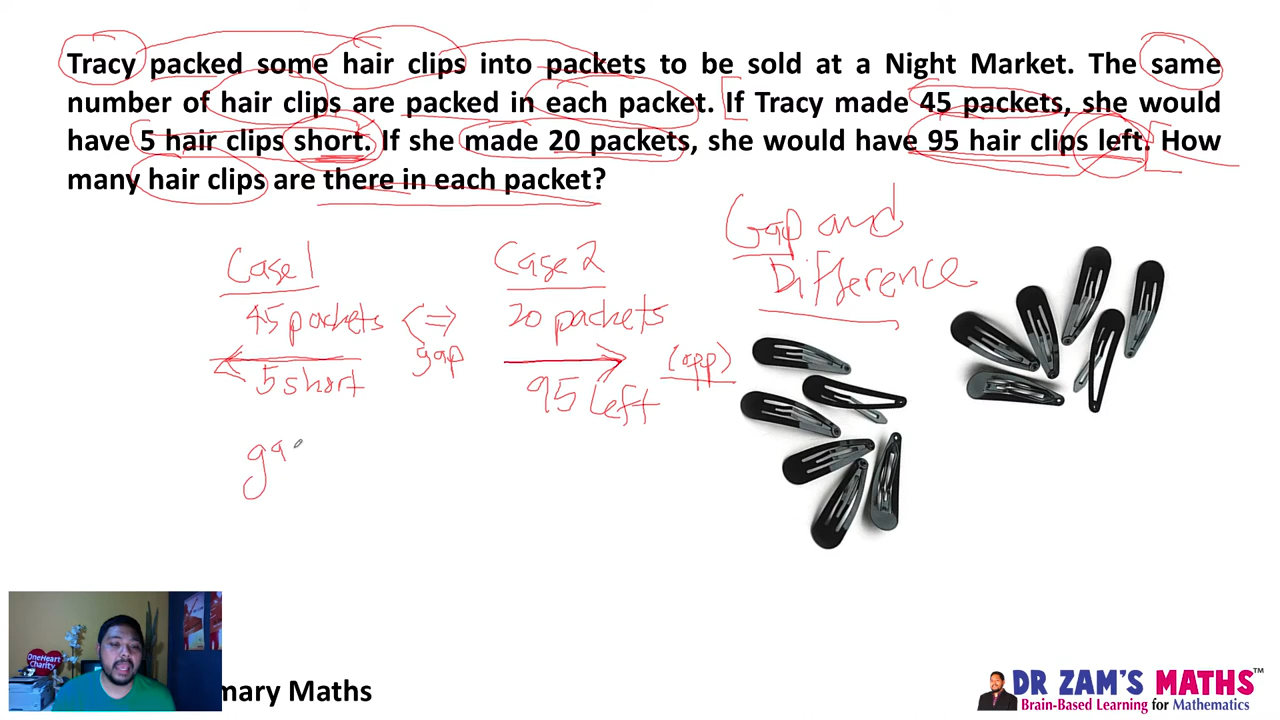 Tracy packed some hair clips into packets to be sold at a Night Market. The same
number of hair clips are packed in each packet. If Tracy made 45 packets, she would
have 5 hair clips short. If she made 20 packets, she would have 95 hair clips left. How
many hair clips are there in each packet?
Gap and
Difference
Case 1
Case 2
45 packets
20 packets
gap
(opp)
5 short
95 Left
ga
OneHeart
Charity
mary Maths
DR ZAM'S MATHS™
Brain-Based Learning for Mathematics